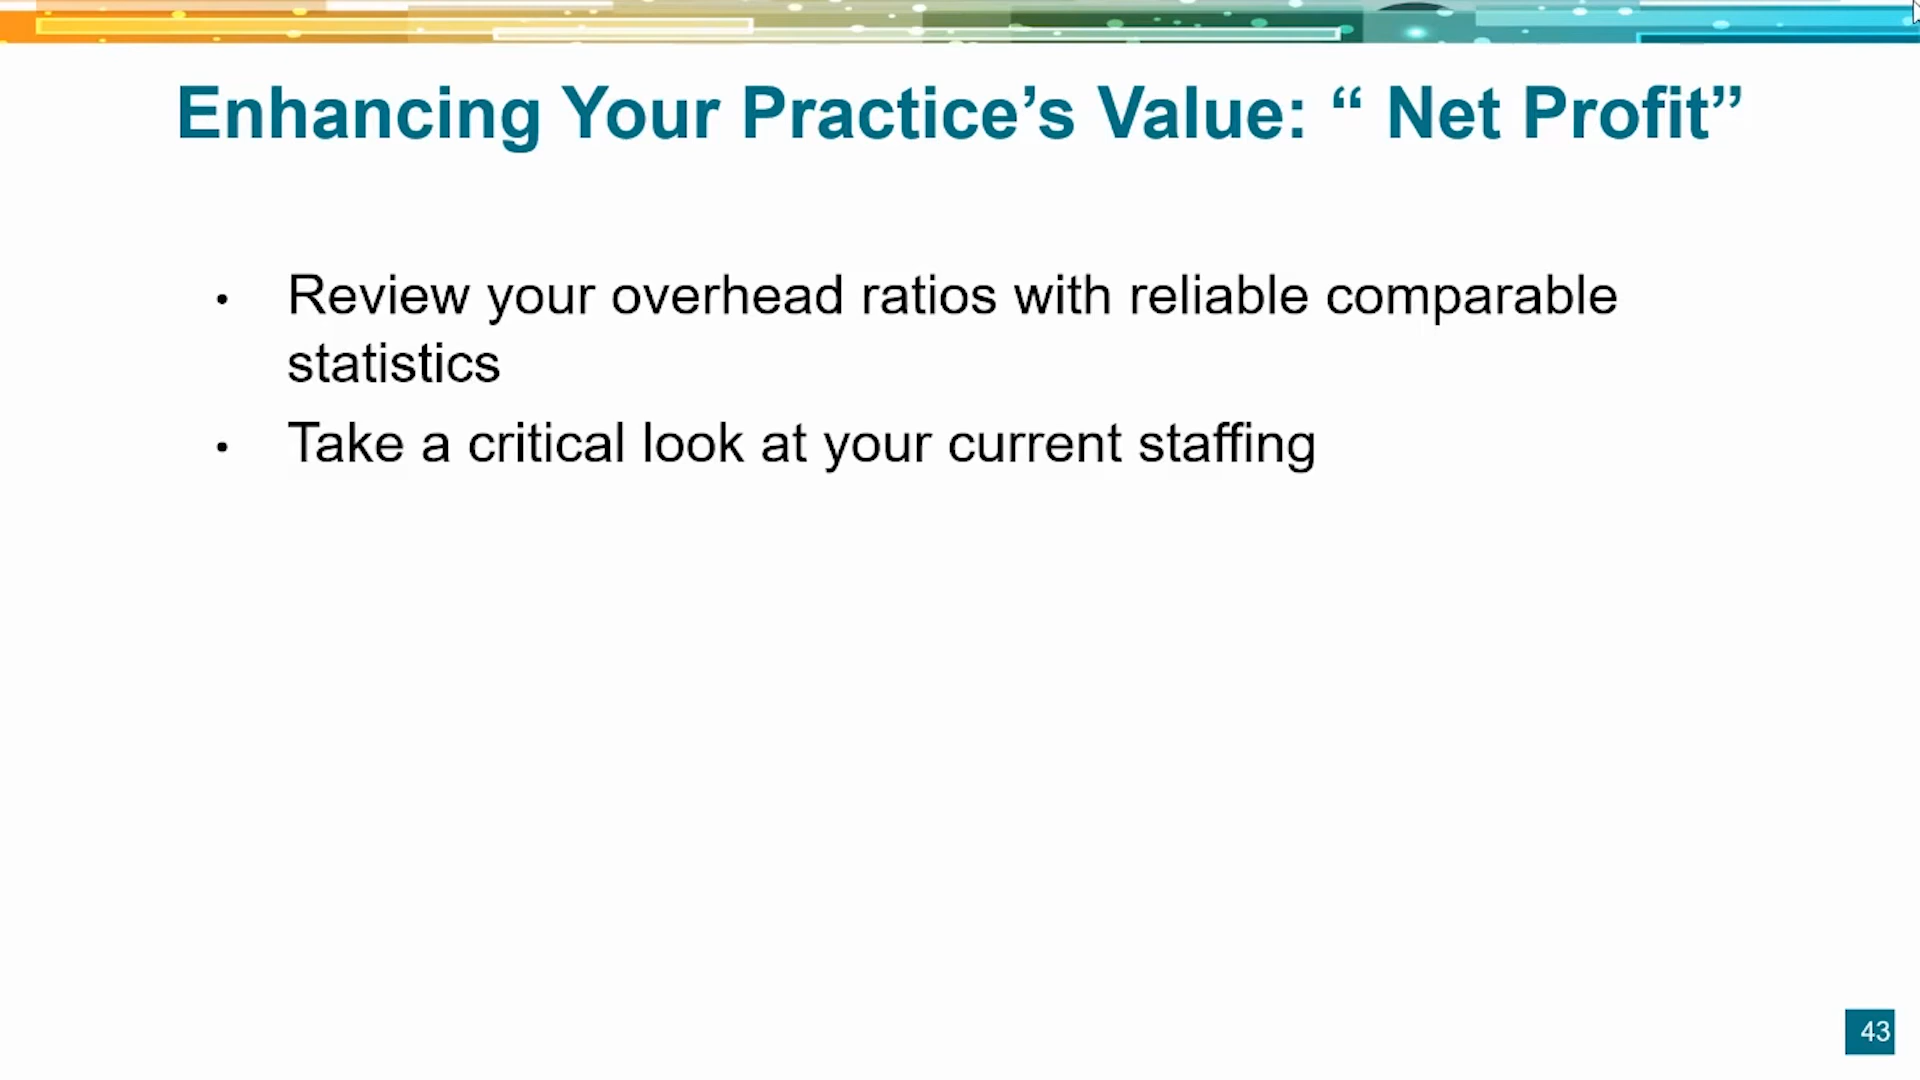 Enhancing Your Practice’s Value: “ Net Profit”
• Review your overhead ratios with reliable comparable
statistics
• Take a critical look at your current staffing
43